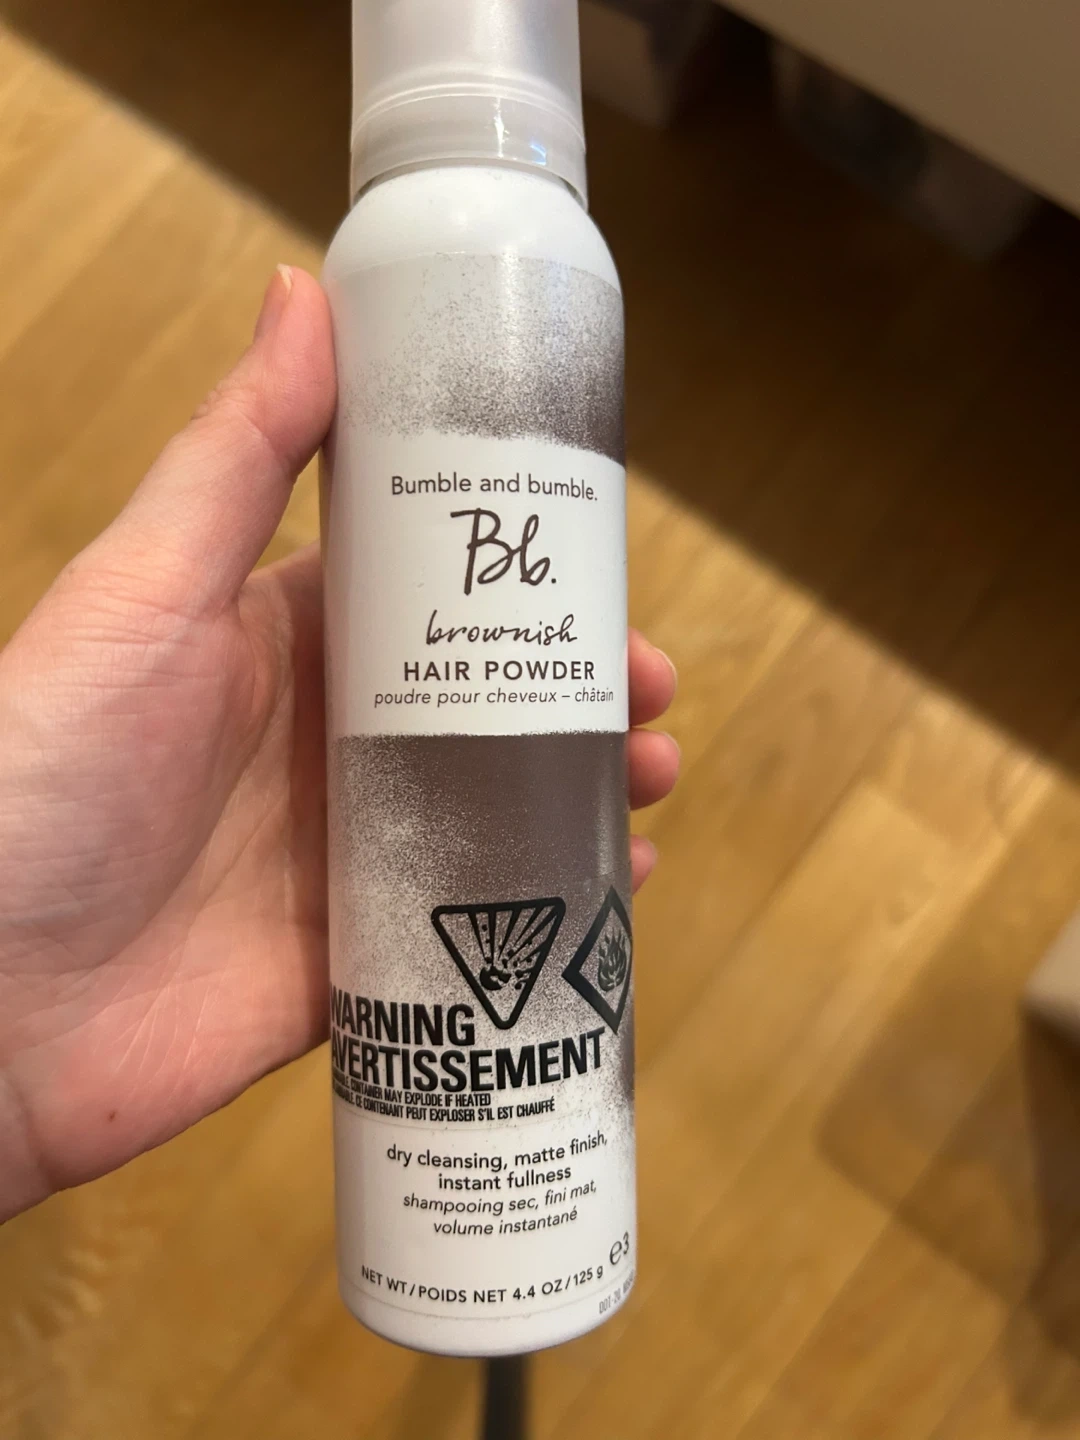 Bumble and bumble.
Bb.
brownish
HAIR POWDER
poudre pour cheveux – châtain
WARNING
AVERTISSEMENT
CONTAINER MAY EXPLODE IF HEATED
CE CONTENANT PEUT EXPLOSER S'IL EST CHAUFFÉ
dry cleansing, matte finish,
instant fullness
shampooing sec, fini mat,
volume instantané
NET WT / POIDS NET 4.4 OZ / 125 g ℮3